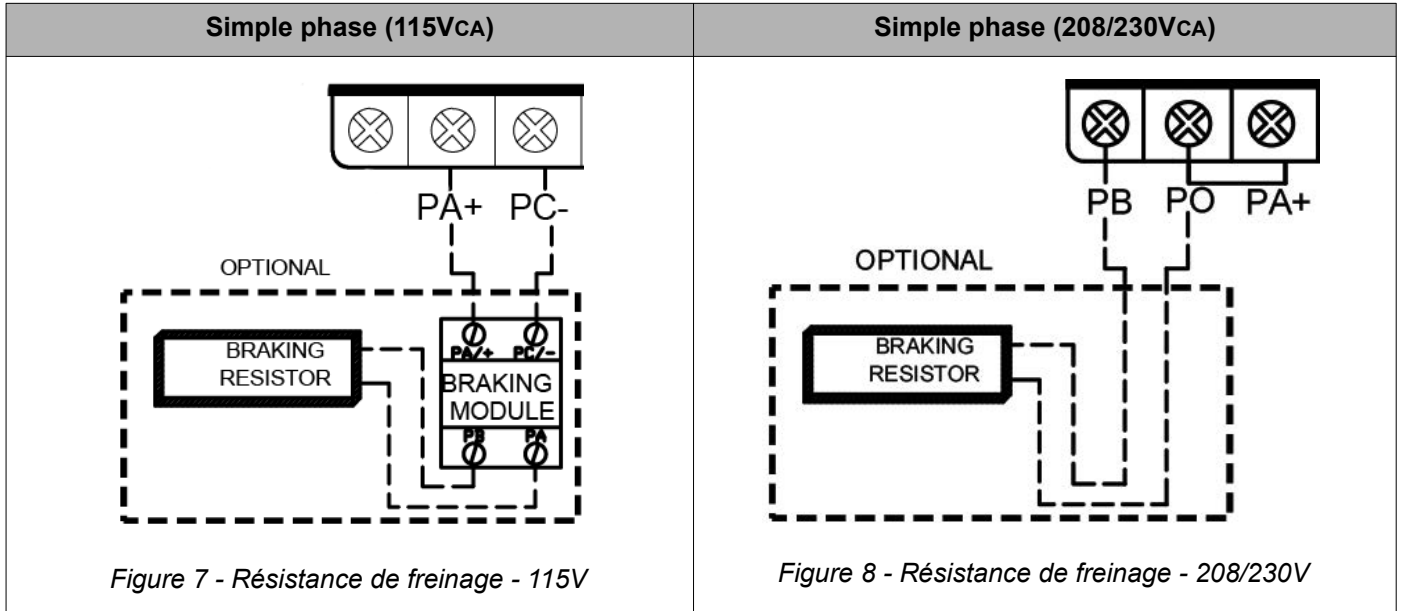 Simple phase (115VCA)
Simple phase (208/230VCA)
PA+ PC-
OPTIONAL
PA/+ PC/-
BRAKING
RESISTOR
BRAKING
MODULE
PB PA
Figure 7 - Résistance de freinage - 115V
PB PO PA+
OPTIONAL
BRAKING
RESISTOR
Figure 8 - Résistance de freinage - 208/230V